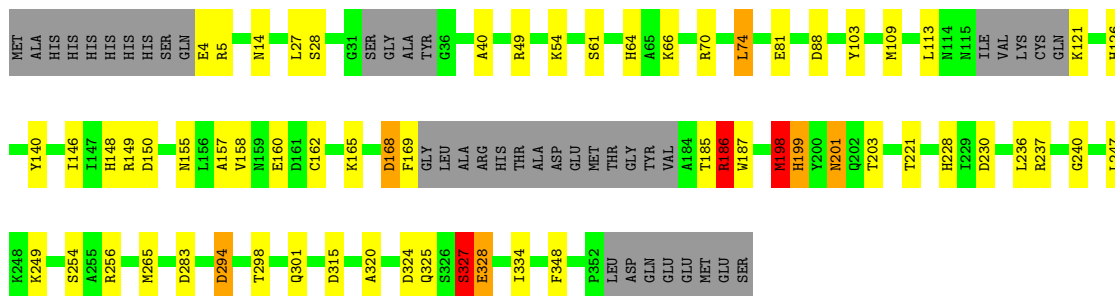 MET ALA HIS HIS HIS HIS HIS HIS SER GLN E4 R5 N14 L27 S28 G31 SER GLY ALA TYR G36 A40 R49 K54 S61 H64 A65 K66 R70 L74 E81 D88 Y103 M109 L113 N114 N115 ILE VAL LYS CYS GLN K121 H126
Y140 I146 I147 H148 R149 D150 N155 L156 A157 V158 N159 E160 D161 C162 K165 D168 F169 GLY LEU ALA ARG HIS THR ALA ASP GLU MET THR GLY TYR VAL A184 T185 R186 W187 M198 H199 Y200 N201 Q202 T203 T221 H228 I229 D230 L236 R237 G240
K248 K249 S254 A255 R256 M265 D283 D294 T298 Q301 D315 A320 D324 Q325 S326 S327 E328 I334 F348 P352 LEU ASP GLN GLU GLU MET GLU SER